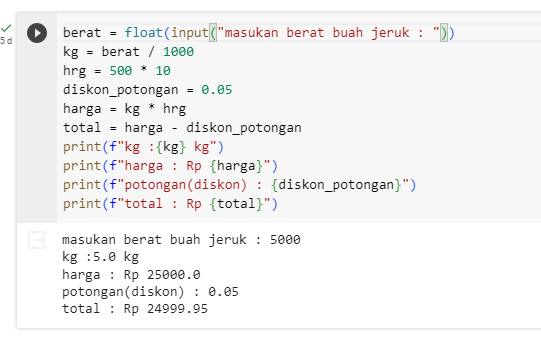 5 d
berat = float(input("masukan berat buah jeruk : "))
kg = berat / 1000
hrg = 500 * 10
diskon_potongan = 0.05
harga = kg * hrg
total = harga - diskon_potongan
print(f"kg :{kg} kg")
print(f"harga : Rp {harga}")
print(f"potongan(diskon) : {diskon_potongan}")
print(f"total : Rp {total}")
masukan berat buah jeruk : 5000
kg :5.0 kg
harga : Rp 25000.0
potongan(diskon) : 0.05
total : Rp 24999.95